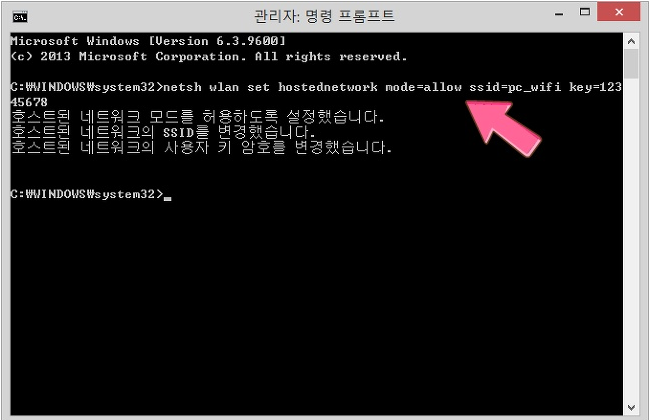 관리자: 명령 프롬프트
Microsoft Windows [Version 6.3.9600]
(c) 2013 Microsoft Corporation. All rights reserved.
C:₩WINDOWS₩system32>netsh wlan set hostednetwork mode=allow ssid=pc_wifi key=123
45678
호스트된 네트워크 모드를 허용하도록 설정했습니다.
호스트된 네트워크의 SSID를 변경했습니다.
호스트된 네트워크의 사용자 키 암호를 변경했습니다.
C:₩WINDOWS₩system32>_